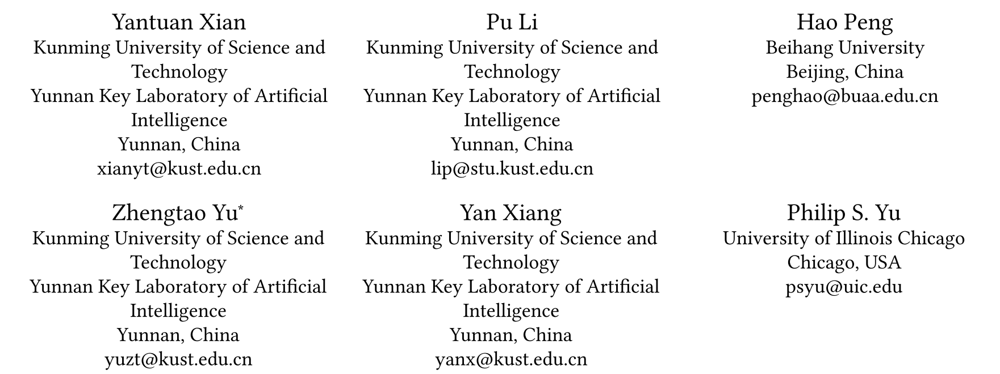 Yantuan Xian
Kunming University of Science and
Technology
Yunnan Key Laboratory of Artificial
Intelligence
Yunnan, China
xianyt@kust.edu.cn
Pu Li
Kunming University of Science and
Technology
Yunnan Key Laboratory of Artificial
Intelligence
Yunnan, China
lip@stu.kust.edu.cn
Hao Peng
Beihang University
Beijing, China
penghao@buaa.edu.cn
Zhengtao Yu*
Kunming University of Science and
Technology
Yunnan Key Laboratory of Artificial
Intelligence
Yunnan, China
yuzt@kust.edu.cn
Yan Xiang
Kunming University of Science and
Technology
Yunnan Key Laboratory of Artificial
Intelligence
Yunnan, China
yanx@kust.edu.cn
Philip S. Yu
University of Illinois Chicago
Chicago, USA
psyu@uic.edu